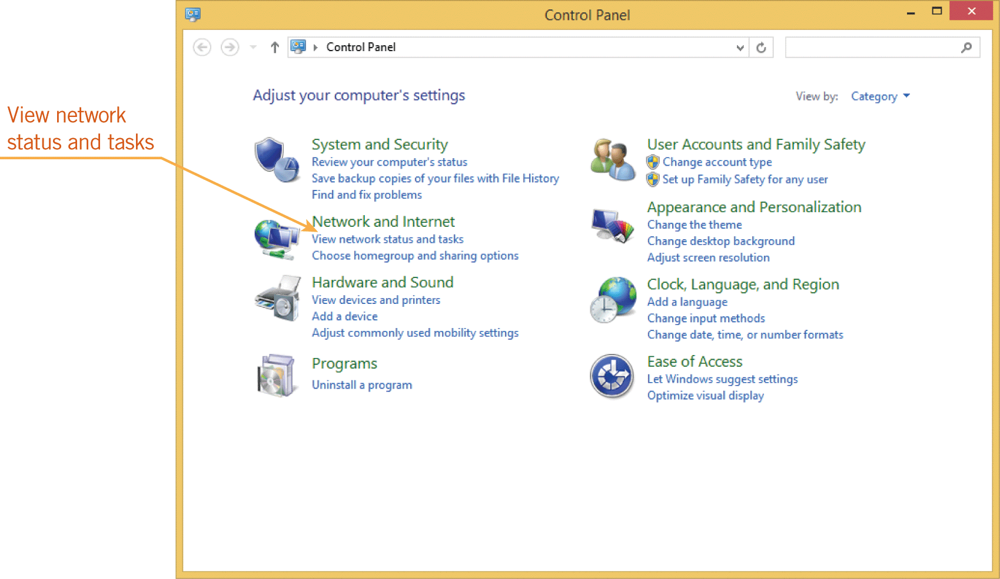 Control Panel
Control Panel
Adjust your computer's settings
View by: Category
View network
status and tasks
System and Security
Review your computer's status
Save backup copies of your files with File History
Find and fix problems
Network and Internet
View network status and tasks
Choose homegroup and sharing options
Hardware and Sound
View devices and printers
Add a device
Adjust commonly used mobility settings
Programs
Uninstall a program
User Accounts and Family Safety
Change account type
Set up Family Safety for any user
Appearance and Personalization
Change the theme
Change desktop background
Adjust screen resolution
Clock, Language, and Region
Add a language
Change input methods
Change date, time, or number formats
Ease of Access
Let Windows suggest settings
Optimize visual display